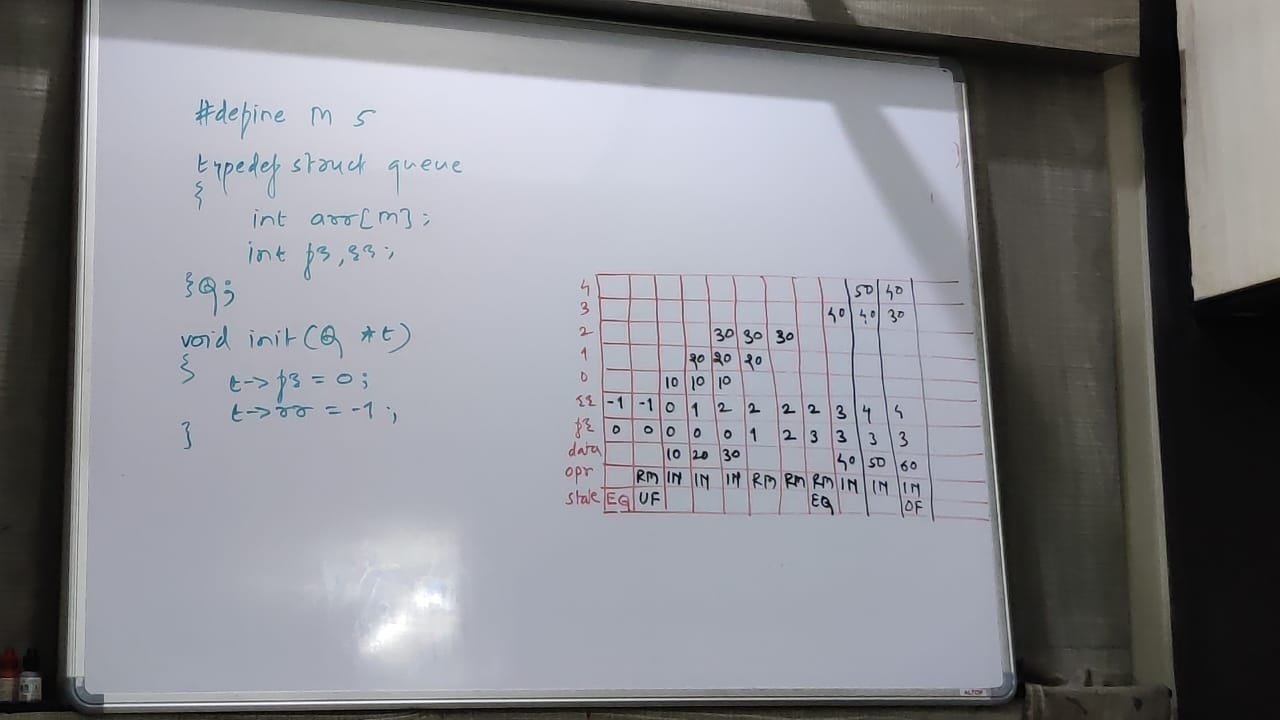 #define m 5
typedef struct queue
{
int arr[m];
int fr, rr;
}Q;
void init(Q *t)
{
t->fr = 0;
t->rr = -1;
}
4 50 40
3 40 40 30
2 30 30 30
1 20 20 20
0 10 10 10
rr -1 -1 0 1 2 2 2 2 3 4 4
fr 0 0 0 0 0 1 2 3 3 3 3
data 10 20 30 40 50 60
opr RM IN IN IN RM RM RM IN IN IN
state EQ UF EQ OF
ALTOP